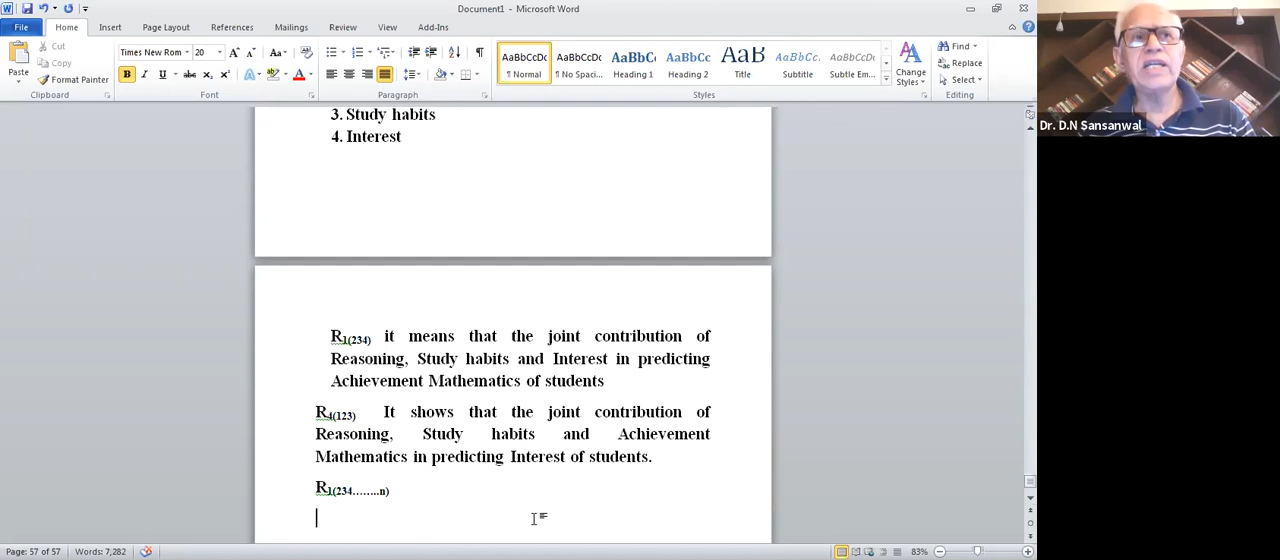 Document1 - Microsoft Word
File Home Insert Page Layout References Mailings Review View Add-Ins
Cut
Copy
Format Painter
Paste
Times New Rom 20
AaBbCcDc AaBbCcDc AaBbCc AaBbCc AaB AaBbCc. AaBbCcDc
¶ Normal ¶ No Spaci... Heading 1 Heading 2 Title Subtitle Subtle Em...
Change
Styles
Find
Replace
Select
Clipboard Font Paragraph Styles Editing
Dr. D.N Sansanwal
3. Study habits
4. Interest
R1(234) it means that the joint contribution of
Reasoning, Study habits and Interest in predicting
Achievement Mathematics of students
R4(123) It shows that the joint contribution of
Reasoning, Study habits and Achievement
Mathematics in predicting Interest of students.
R1(234........n)
Page: 57 of 57 Words: 7,282 83%